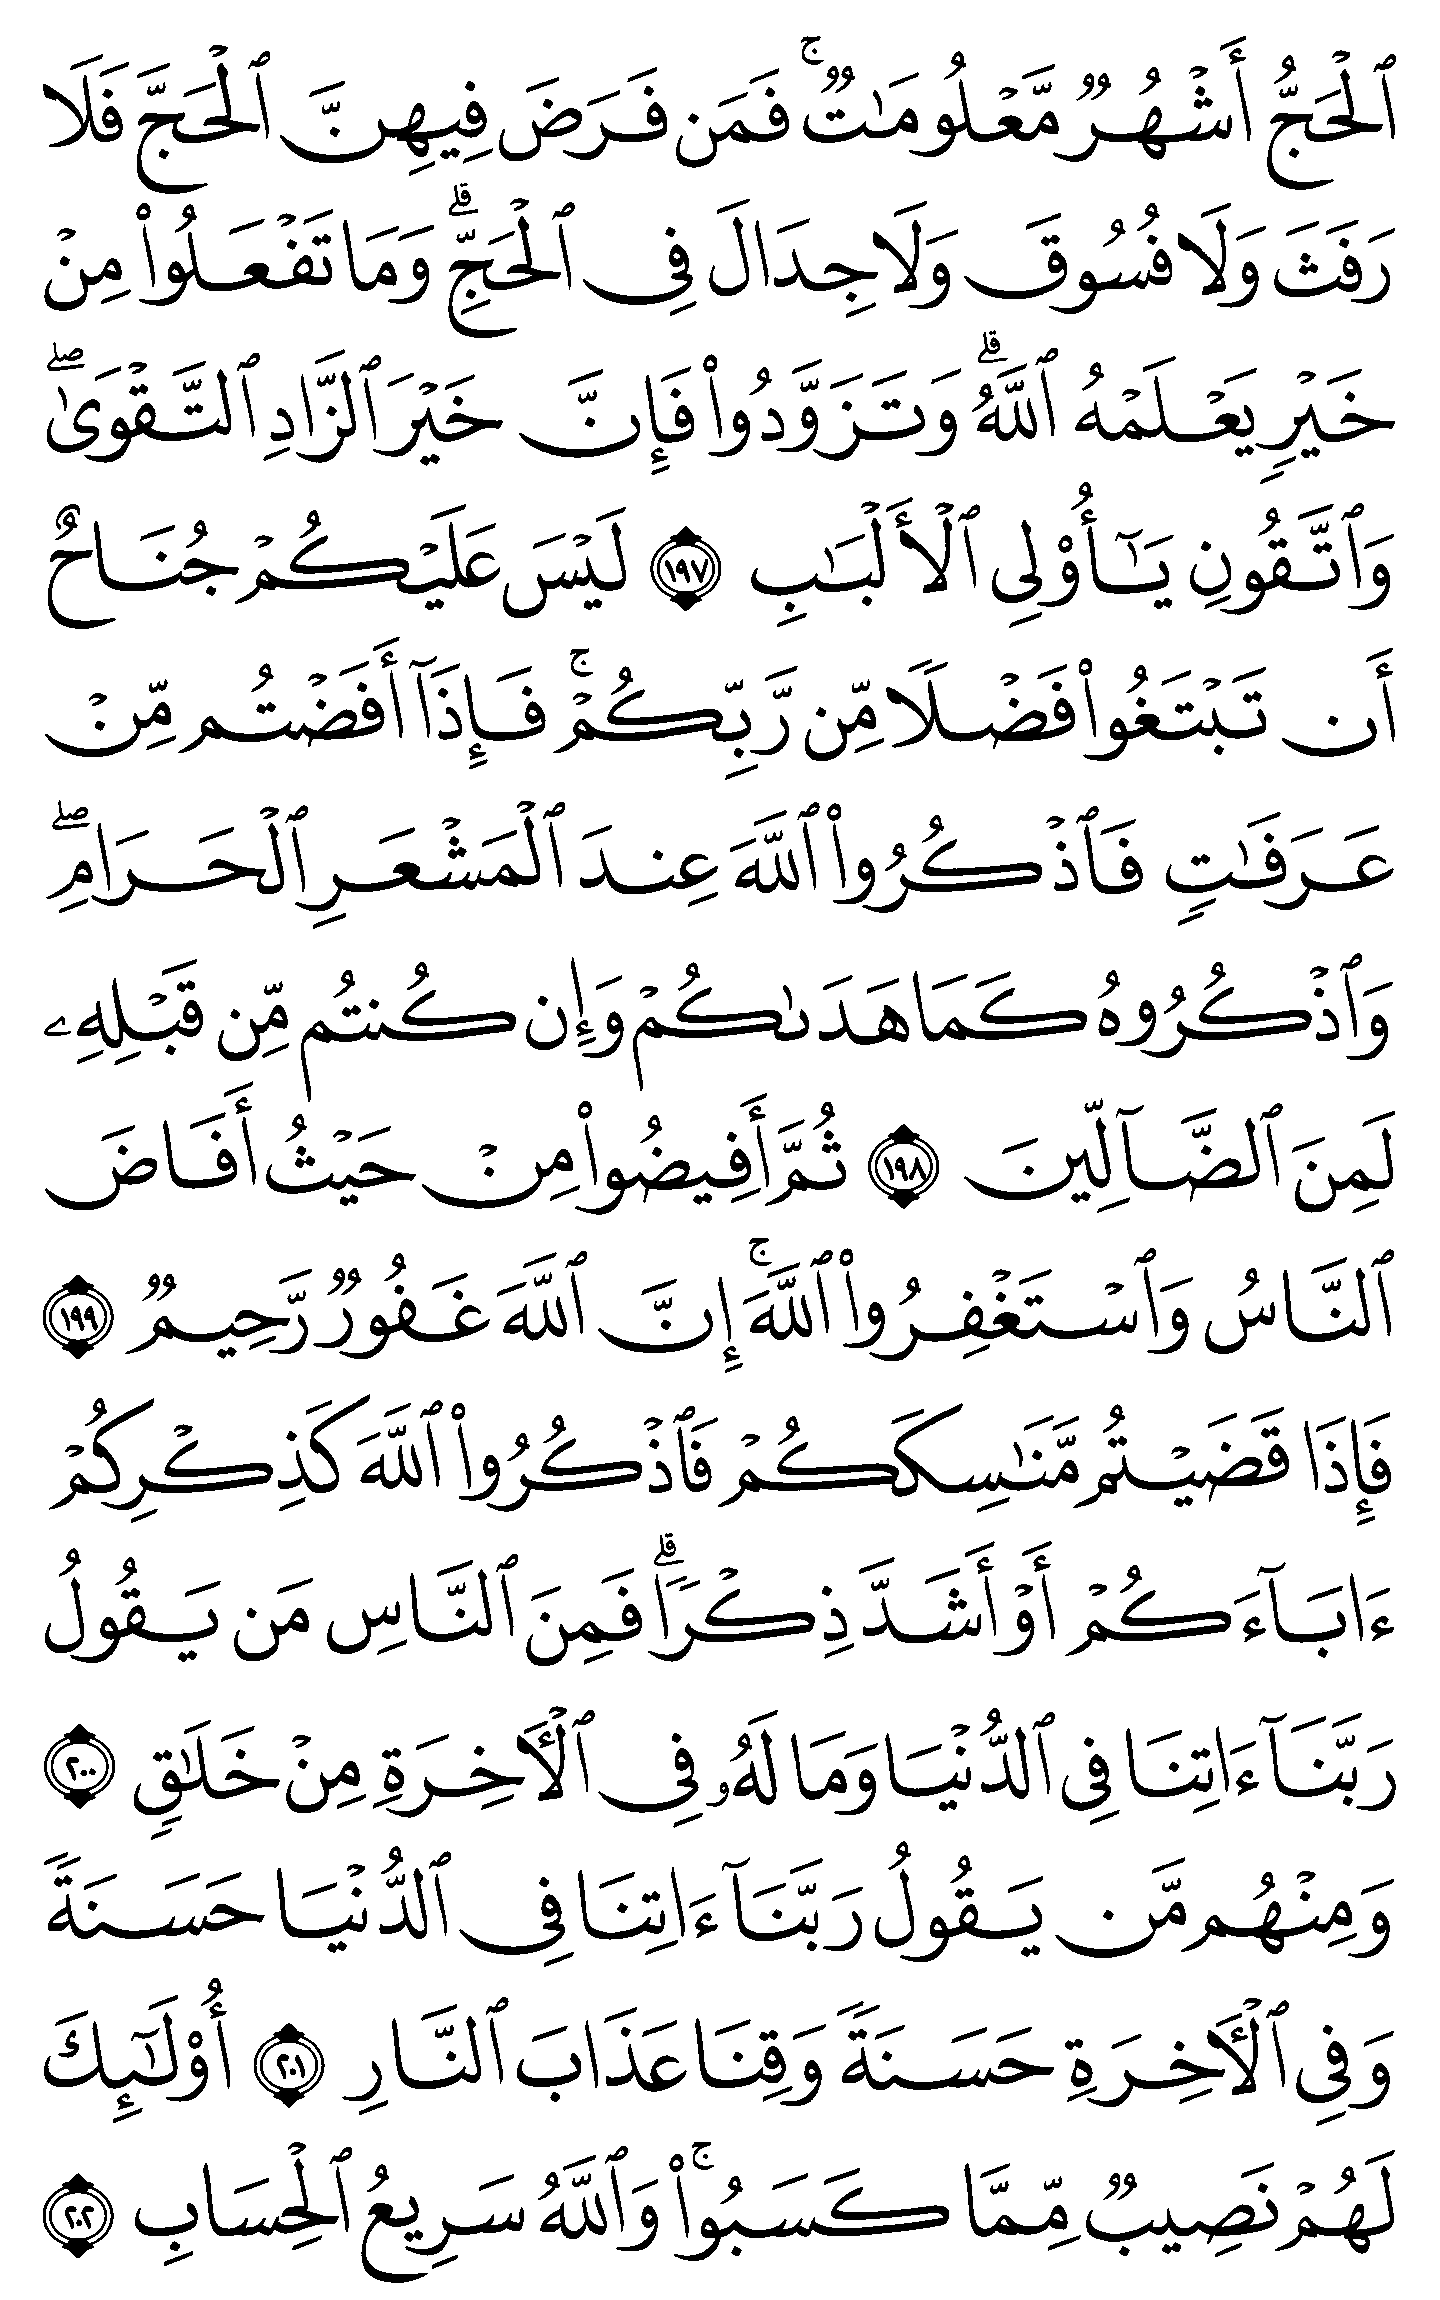 ٱلۡحَجُّ أَشۡهُرٞ مَّعۡلُومَٰتٞۚ فَمَن فَرَضَ فِيهِنَّ ٱلۡحَجَّ فَلَا
رَفَثَ وَلَا فُسُوقَ وَلَا جِدَالَ فِي ٱلۡحَجِّۗ وَمَا تَفۡعَلُواْ مِنۡ
خَيۡرٖ يَعۡلَمۡهُ ٱللَّهُۗ وَتَزَوَّدُواْ فَإِنَّ خَيۡرَ ٱلزَّادِ ٱلتَّقۡوَىٰۖ
وَٱتَّقُونِ يَٰٓأُوْلِي ٱلۡأَلۡبَٰبِ ١٩٧ لَيۡسَ عَلَيۡكُمۡ جُنَاحٌ
أَن تَبۡتَغُواْ فَضۡلٗا مِّن رَّبِّكُمۡۚ فَإِذَآ أَفَضۡتُم مِّنۡ
عَرَفَٰتٖ فَٱذۡكُرُواْ ٱللَّهَ عِندَ ٱلۡمَشۡعَرِ ٱلۡحَرَامِۖ
وَٱذۡكُرُوهُ كَمَا هَدَىٰكُمۡ وَإِن كُنتُم مِّن قَبۡلِهِۦ
لَمِنَ ٱلضَّآلِّينَ ١٩٨ ثُمَّ أَفِيضُواْ مِنۡ حَيۡثُ أَفَاضَ
ٱلنَّاسُ وَٱسۡتَغۡفِرُواْ ٱللَّهَۚ إِنَّ ٱللَّهَ غَفُورٞ رَّحِيمٞ ١٩٩
فَإِذَا قَضَيۡتُم مَّنَٰسِكَكُمۡ فَٱذۡكُرُواْ ٱللَّهَ كَذِكۡرِكُمۡ
ءَابَآءَكُمۡ أَوۡ أَشَدَّ ذِكۡرٗاۗ فَمِنَ ٱلنَّاسِ مَن يَقُولُ
رَبَّنَآ ءَاتِنَا فِي ٱلدُّنۡيَا وَمَا لَهُۥ فِي ٱلۡأٓخِرَةِ مِنۡ خَلَٰقٖ ٢٠٠
وَمِنۡهُم مَّن يَقُولُ رَبَّنَآ ءَاتِنَا فِي ٱلدُّنۡيَا حَسَنَةٗ
وَفِي ٱلۡأٓخِرَةِ حَسَنَةٗ وَقِنَا عَذَابَ ٱلنَّارِ ٢٠١ أُوْلَٰٓئِكَ
لَهُمۡ نَصِيبٞ مِّمَّا كَسَبُواْۚ وَٱللَّهُ سَرِيعُ ٱلۡحِسَابِ ٢٠٢